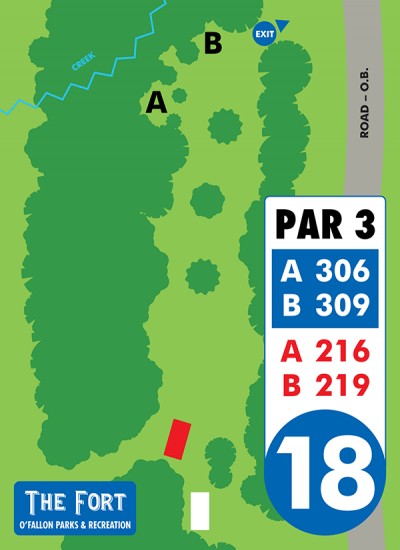 B
EXIT
CREEK
A
ROAD – O.B.
PAR 3
A 306
B 309
A 216
B 219
18
THE FORT
O'FALLON PARKS & RECREATION